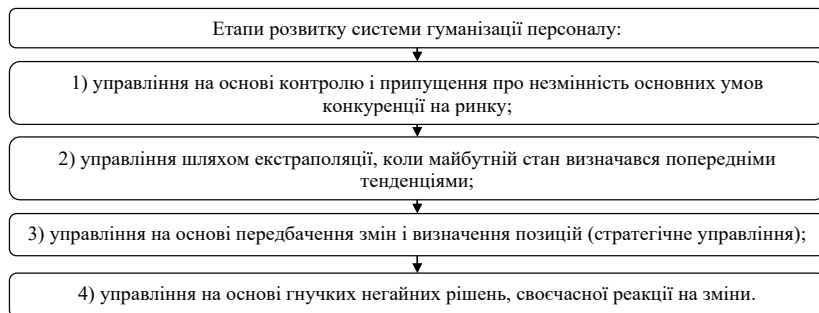 Етапи розвитку системи гуманізації персоналу:
1) управління на основі контролю і припущення про незмінність основних умов
конкуренції на ринку;
2) управління шляхом екстраполяції, коли майбутній стан визначався попередніми
тенденціями;
3) управління на основі передбачення змін і визначення позицій (стратегічне управління);
4) управління на основі гнучких негайних рішень, своєчасної реакції на зміни.